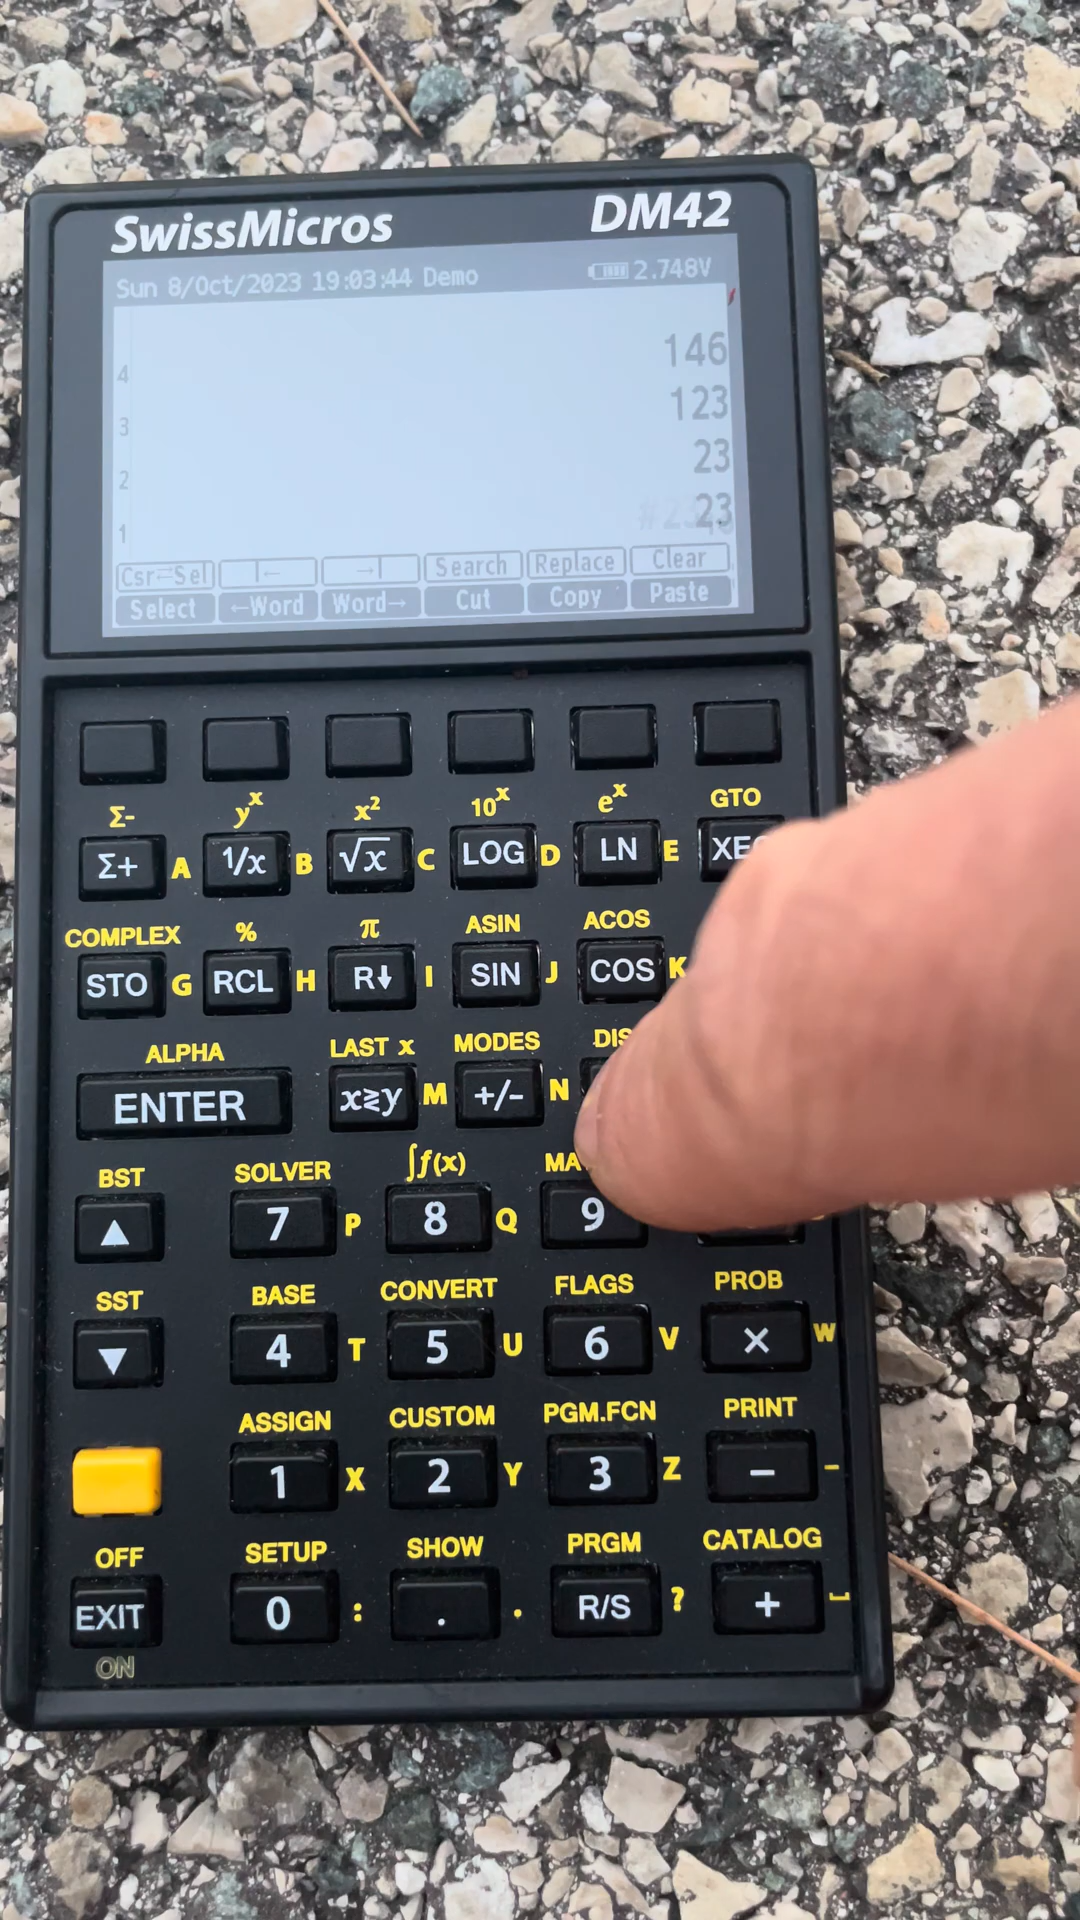 SwissMicros DM42
Sun 8/Oct/2023 19:03:44 Demo 2.748V
4 146
3 123
2 23
1 23
Csr⇄Sel |← →| Search Replace Clear
Select ←Word Word→ Cut Copy Paste
Σ- yˣ x² 10ˣ eˣ GTO
Σ+ A 1/x B √x C LOG D LN E
COMPLEX % π ASIN ACOS
STO G RCL H R↓ I SIN J COS K
ALPHA LAST x MODES
ENTER x≷y M +/- N
BST SOLVER ∫f(x)
▲ 7 P 8 Q 9
SST BASE CONVERT FLAGS PROB
▼ 4 T 5 U 6 V × W
ASSIGN CUSTOM PGM.FCN PRINT
1 X 2 Y 3 Z − −
OFF SETUP SHOW PRGM CATALOG
EXIT 0 : . . R/S ? + ⎵
ON